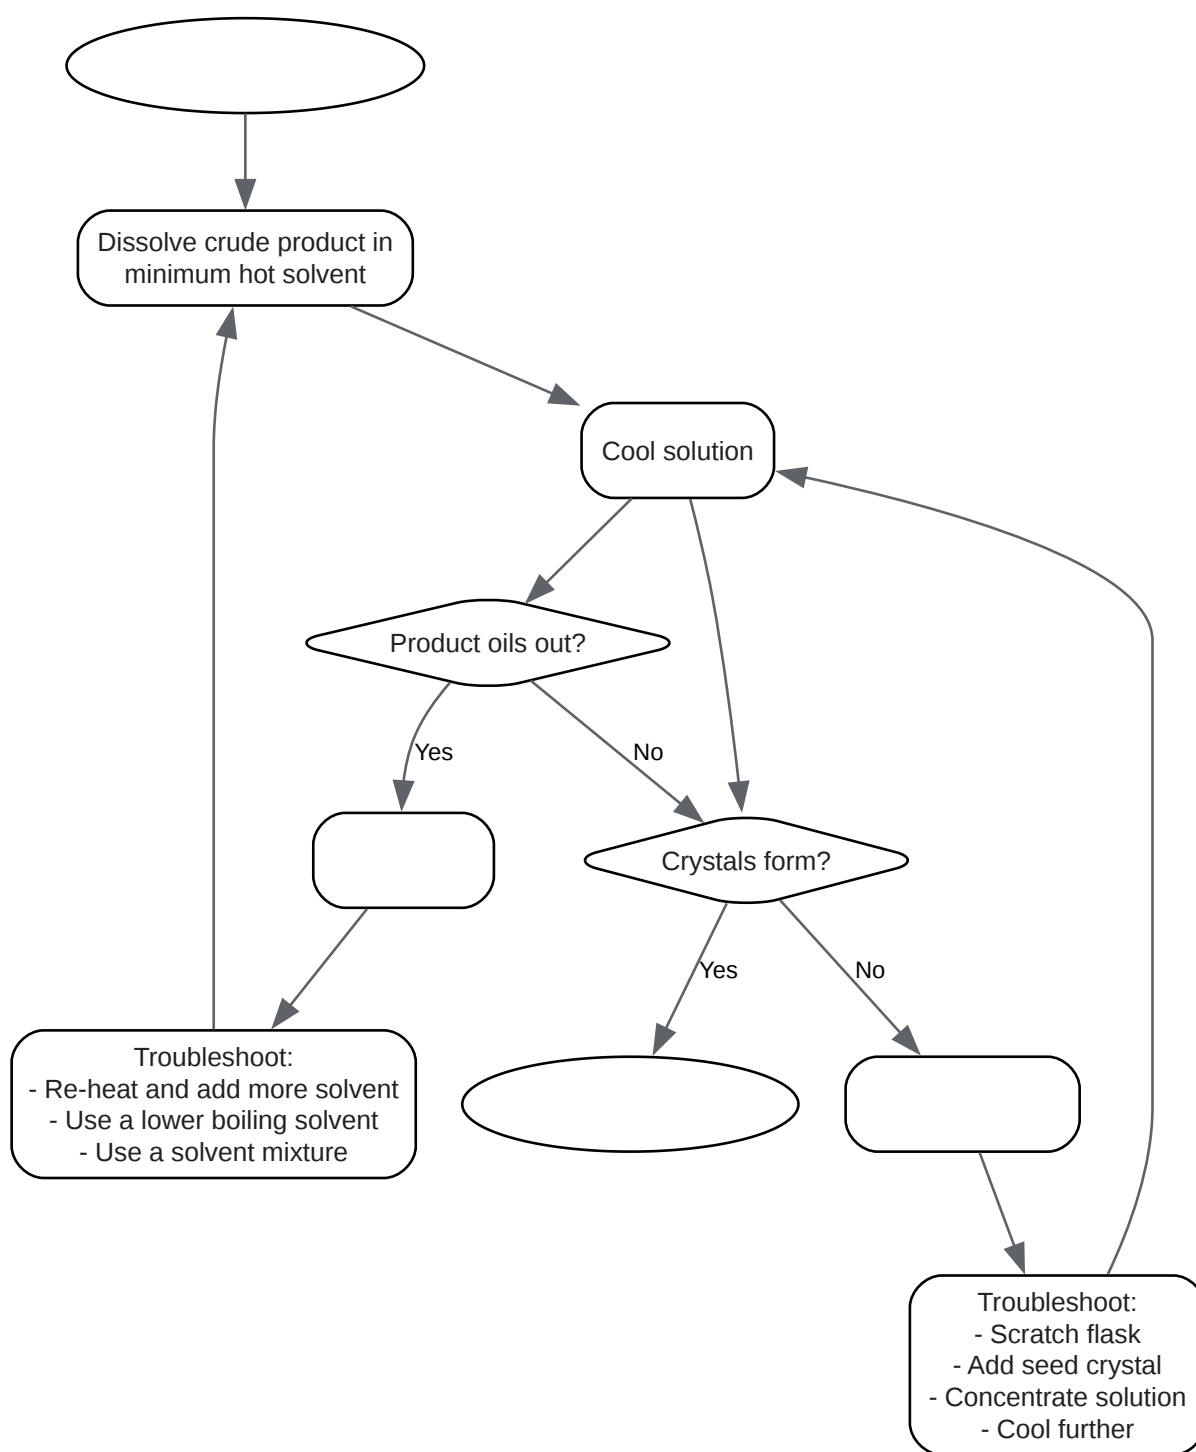 Dissolve crude product in
minimum hot solvent
Cool solution
Product oils out?
Yes
No
Crystals form?
Yes
No
Troubleshoot:
- Re-heat and add more solvent
- Use a lower boiling solvent
- Use a solvent mixture
Troubleshoot:
- Scratch flask
- Add seed crystal
- Concentrate solution
- Cool further